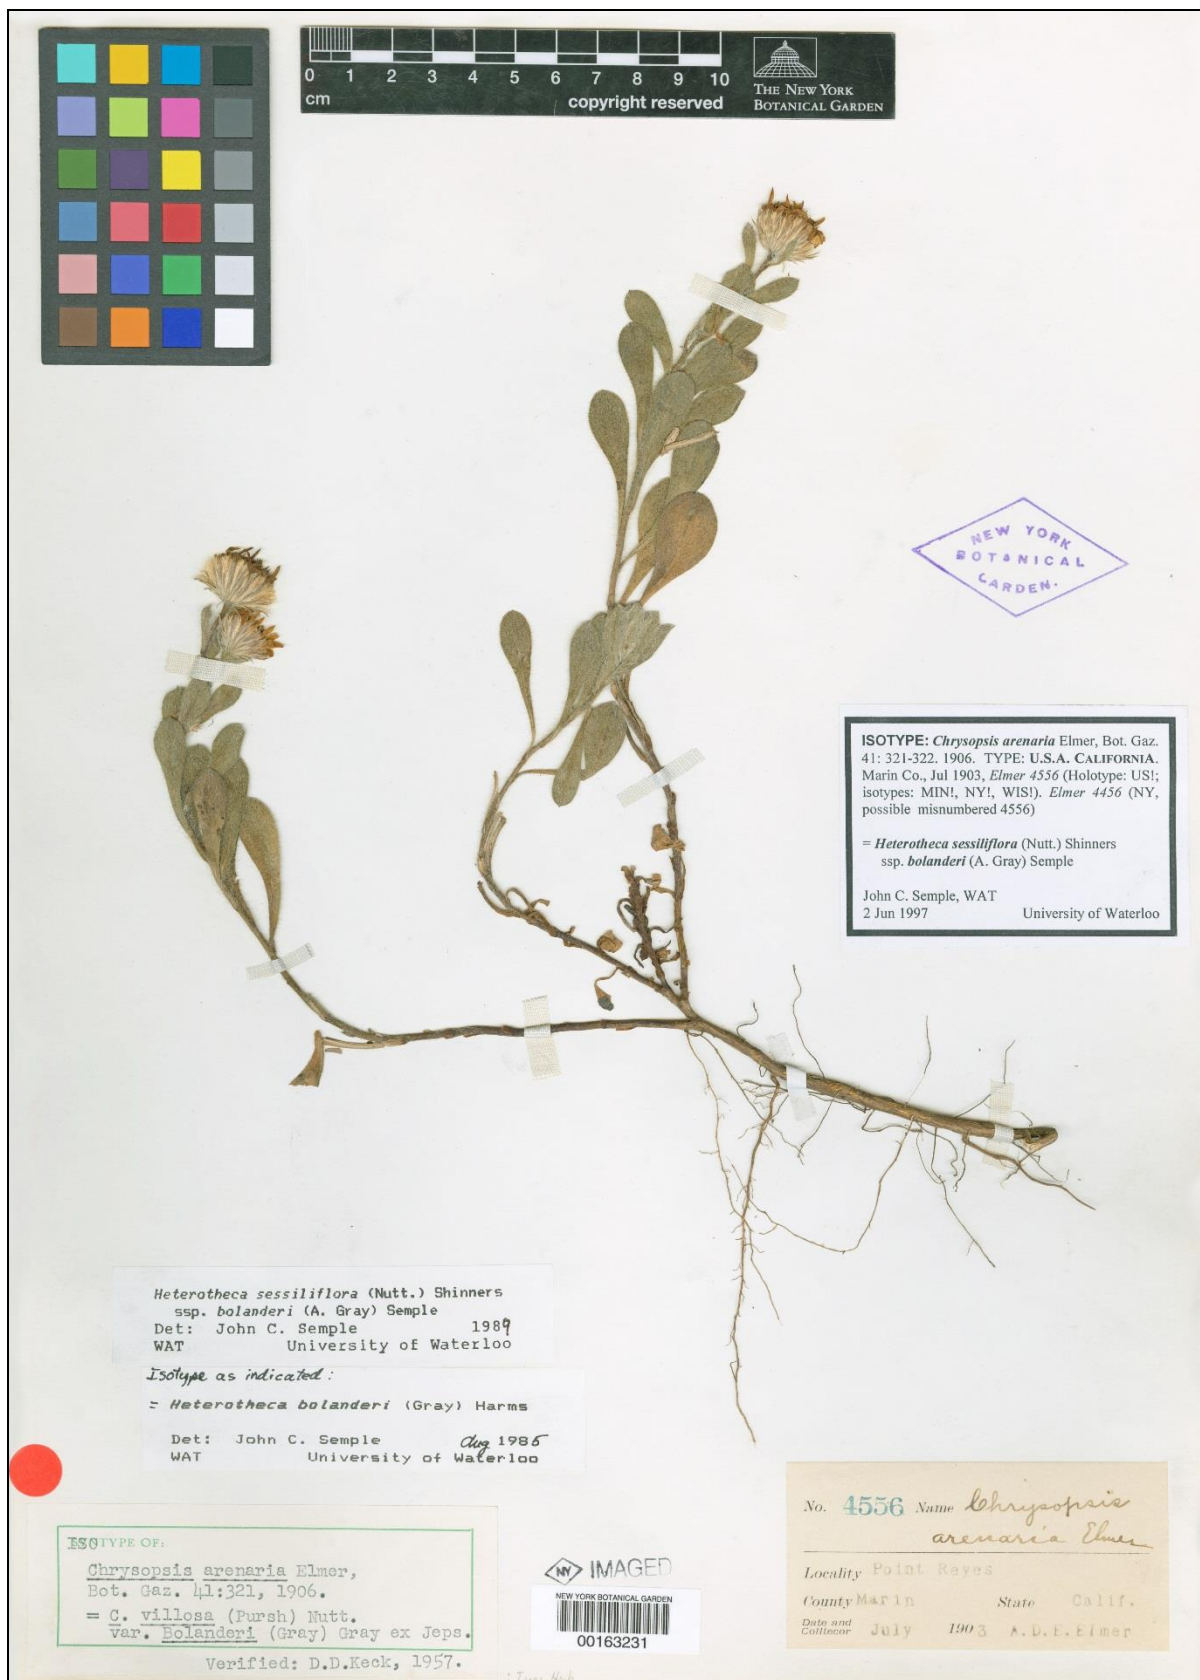 0 1 2 3 4 5 6 7 8 9 10
cm
copyright reserved
THE NEW YORK
BOTANICAL GARDEN
NEW YORK
BOTANICAL
GARDEN.
ISOTYPE: Chrysopsis arenaria Elmer, Bot. Gaz.
41: 321-322. 1906. TYPE: U.S.A. CALIFORNIA.
Marin Co., Jul 1903, Elmer 4556 (Holotype: US!;
isotypes: MIN!, NY!, WIS!). Elmer 4456 (NY,
possible misnumbered 4556)
= Heterotheca sessiliflora (Nutt.) Shinners
ssp. bolanderi (A. Gray) Semple
John C. Semple, WAT
2 Jun 1997 University of Waterloo
Heterotheca sessiliflora (Nutt.) Shinners
ssp. bolanderi (A. Gray) Semple
Det: John C. Semple 1989
WAT University of Waterloo
Isotype as indicated:
= Heterotheca bolanderi (Gray) Harms
Det: John C. Semple Aug 1985
WAT University of Waterloo
ISOTYPE OF:
Chrysopsis arenaria Elmer,
Bot. Gaz. 41:321, 1906.
= C. villosa (Pursh) Nutt.
var. Bolanderi (Gray) Gray ex Jeps.
Verified: D.D.Keck, 1957.
NY IMAGED
NEW YORK BOTANICAL GARDEN
00163231
No. 4556 Name Chrysopsis
arenaria Elmer
Locality Point Reyes
County Marin State Calif.
Date and
Colltecor July 1903 A.D.E.Elmer